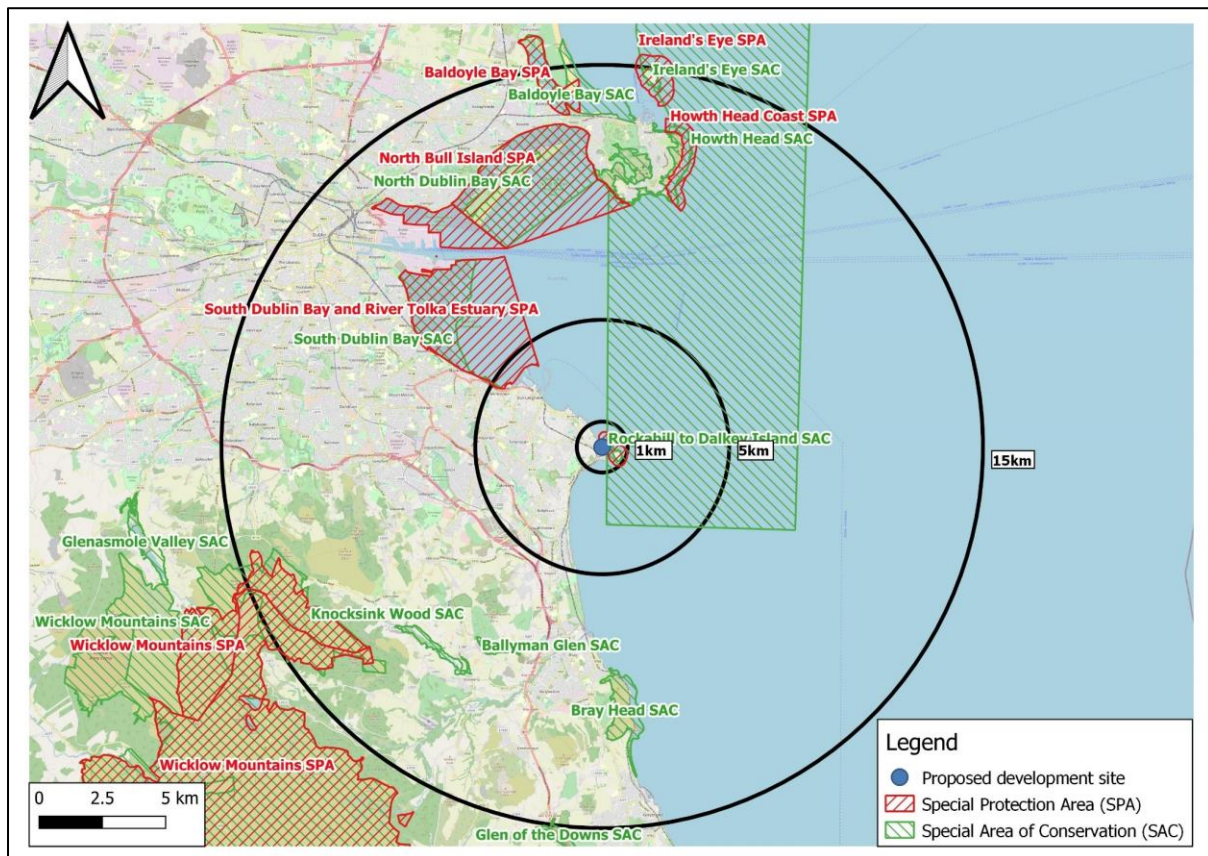 Ireland's Eye SPA
Baldoyle Bay SPA
Ireland's Eye SAC
Baldoyle Bay SAC
Howth Head Coast SPA
Howth Head SAC
North Bull Island SPA
North Dublin Bay SAC
South Dublin Bay and River Tolka Estuary SPA
South Dublin Bay SAC
Rockabill to Dalkey Island SAC
1km
5km
15km
Glenasmole Valley SAC
Knocksink Wood SAC
Wicklow Mountains SAC
Wicklow Mountains SPA
Ballyman Glen SAC
Bray Head SAC
Wicklow Mountains SPA
Glen of the Downs SAC
0 2.5 5 km
Legend
Proposed development site
Special Protection Area (SPA)
Special Area of Conservation (SAC)